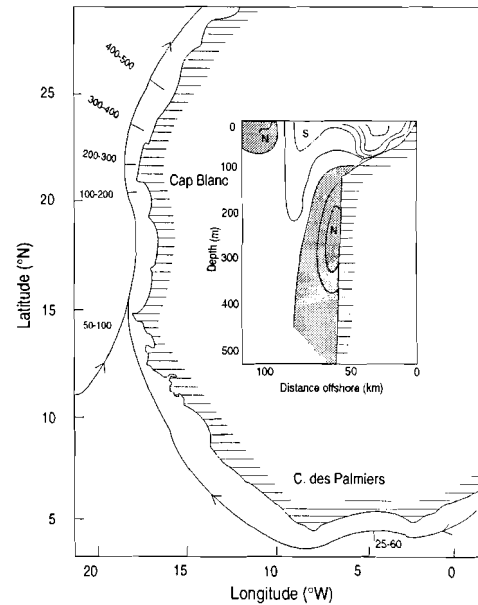 400-500
300-400
200-300
100-200
50-100
25-60
Cap Blanc
C. des Palmiers
25
20
15
10
5
Latitude (°N)
20
15
10
5
0
Longitude (°W)
0
100
200
300
400
500
Depth (m)
100
50
0
Distance offshore (km)
N
S
N